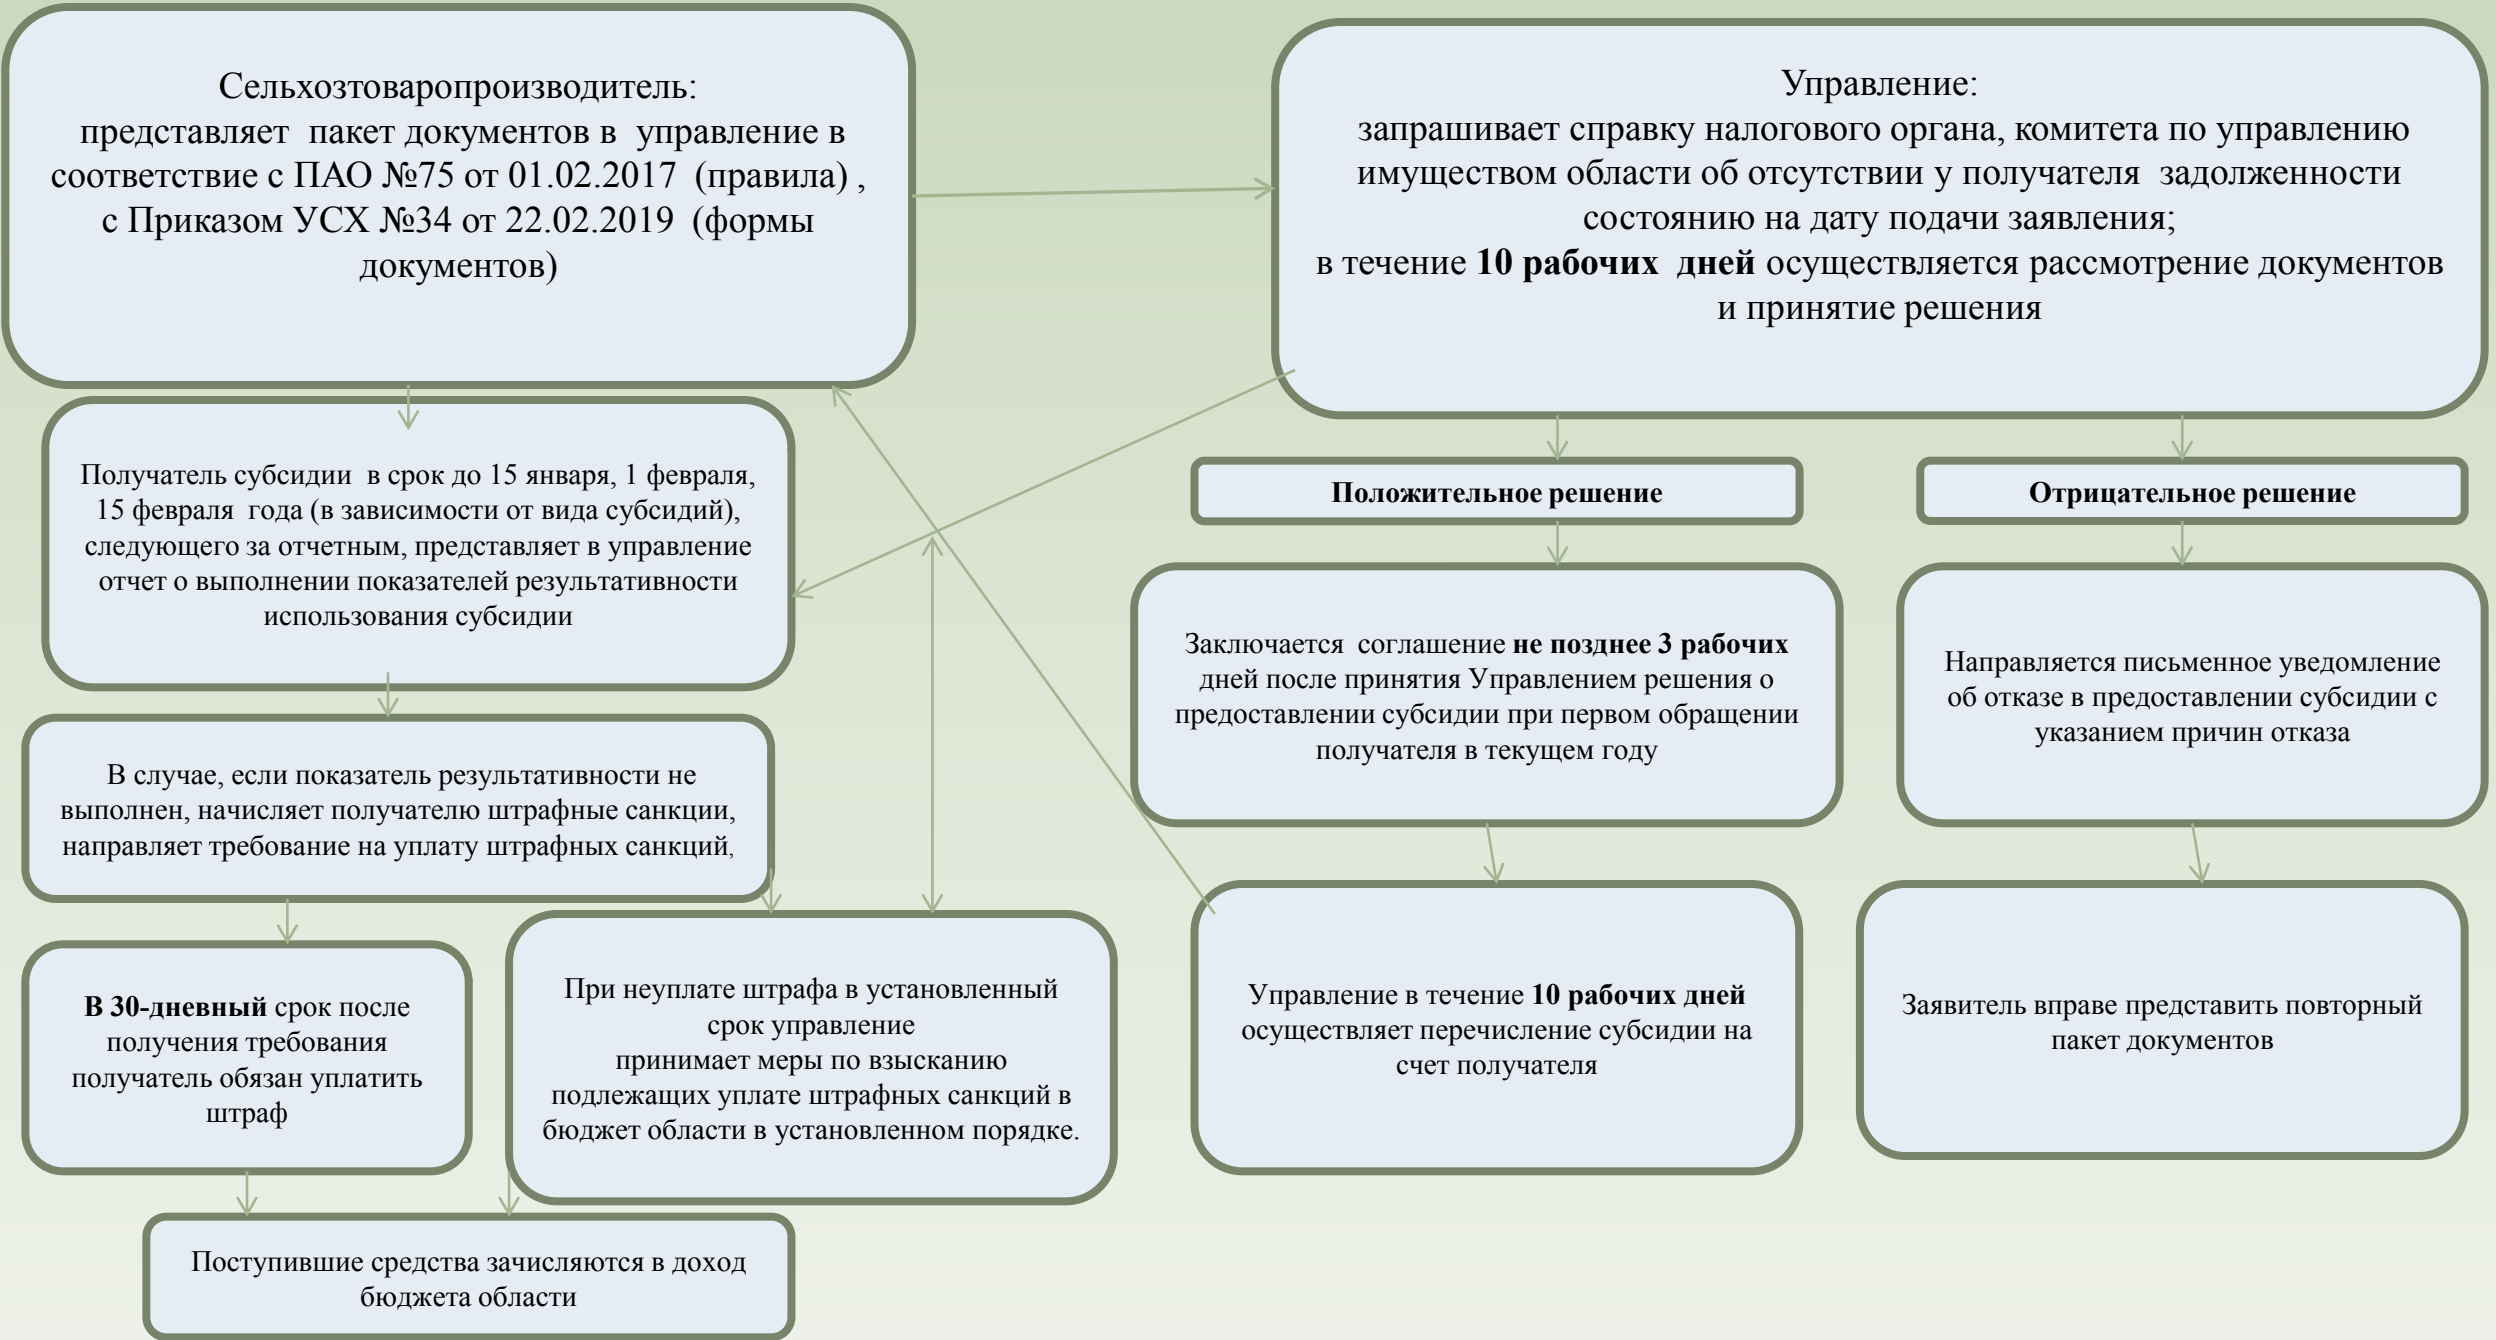 Сельхозтоваропроизводитель:
представляет пакет документов в управление в
соответствие с ПАО №75 от 01.02.2017 (правила) ,
с Приказом УСХ №34 от 22.02.2019 (формы
документов)
Управление:
запрашивает справку налогового органа, комитета по управлению
имуществом области об отсутствии у получателя задолженности
состоянию на дату подачи заявления;
в течение 10 рабочих дней осуществляется рассмотрение документов
и принятие решения
Получатель субсидии в срок до 15 января, 1 февраля,
15 февраля года (в зависимости от вида субсидий),
следующего за отчетным, представляет в управление
отчет о выполнении показателей результативности
использования субсидии
Положительное решение
Отрицательное решение
Заключается соглашение не позднее 3 рабочих
дней после принятия Управлением решения о
предоставлении субсидии при первом обращении
получателя в текущем году
Направляется письменное уведомление
об отказе в предоставлении субсидии с
указанием причин отказа
В случае, если показатель результативности не
выполнен, начисляет получателю штрафные санкции,
направляет требование на уплату штрафных санкций,
В 30-дневный срок после
получения требования
получатель обязан уплатить
штраф
При неуплате штрафа в установленный
срок управление
принимает меры по взысканию
подлежащих уплате штрафных санкций в
бюджет области в установленном порядке.
Управление в течение 10 рабочих дней
осуществляет перечисление субсидии на
счет получателя
Заявитель вправе представить повторный
пакет документов
Поступившие средства зачисляются в доход
бюджета области